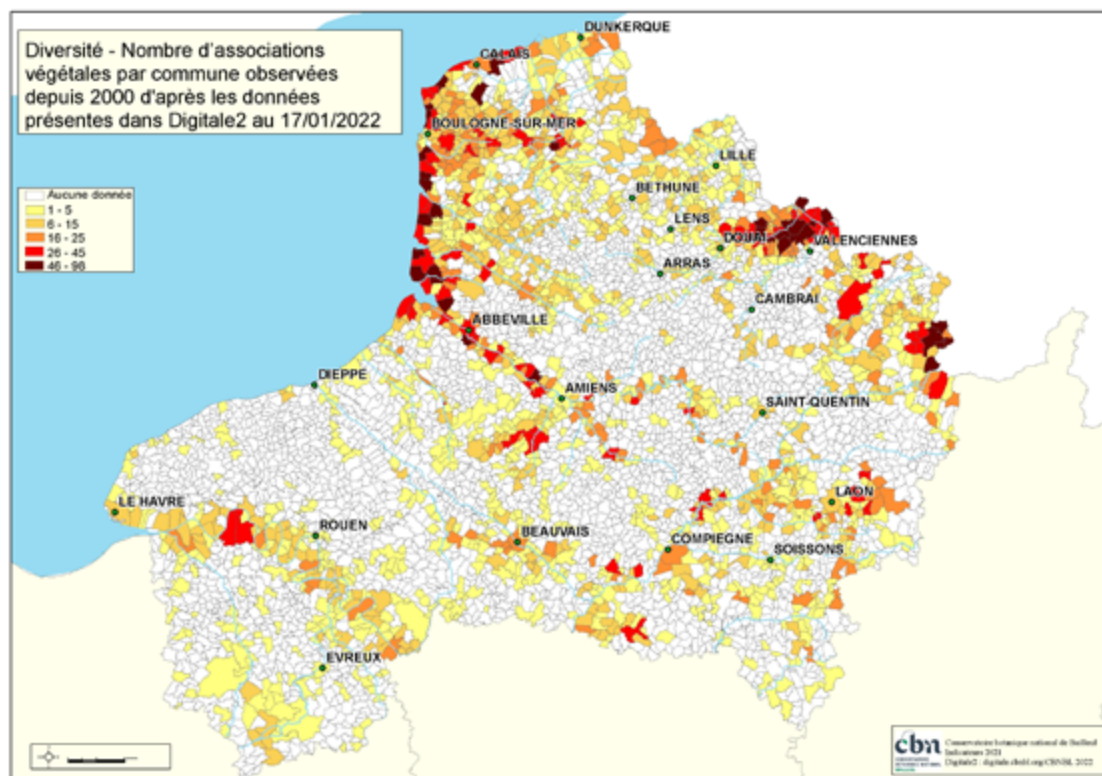 Diversité - Nombre d'associations
végétales par commune observées
depuis 2000 d'après les données
présentes dans Digitale2 au 17/01/2022
Aucune donnée
1 - 5
6 - 15
16 - 25
26 - 45
46 - 98
DUNKERQUE
CALAIS
BOULOGNE-SUR-MER
LILLE
BETHUNE
LENS
DOUAI
VALENCIENNES
ARRAS
CAMBRAI
ABBEVILLE
DIEPPE
AMIENS
SAINT-QUENTIN
LE HAVRE
ROUEN
BEAUVAIS
LAON
COMPIEGNE
SOISSONS
EVREUX
cbn
Conservatoire botanique national de Bailleul
Indicateurs 2021
Digitale2 : digitale.cbnbl.org/CBNBL 2022